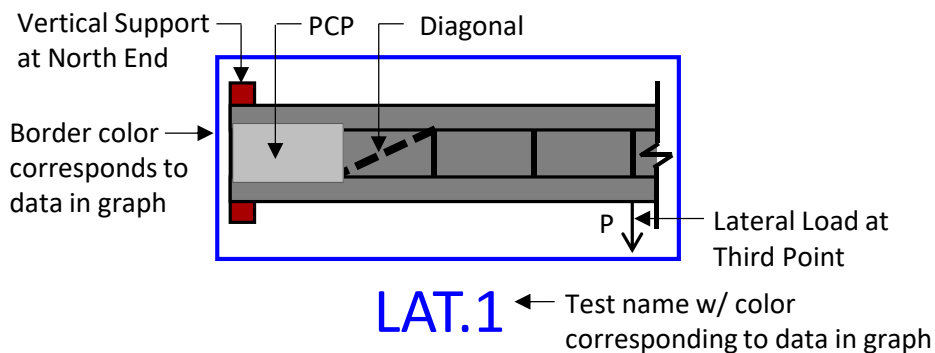 Vertical Support
at North End
PCP
Diagonal
Border color
corresponds to
data in graph
P
Lateral Load at
Third Point
LAT.1
Test name w/ color
corresponding to data in graph